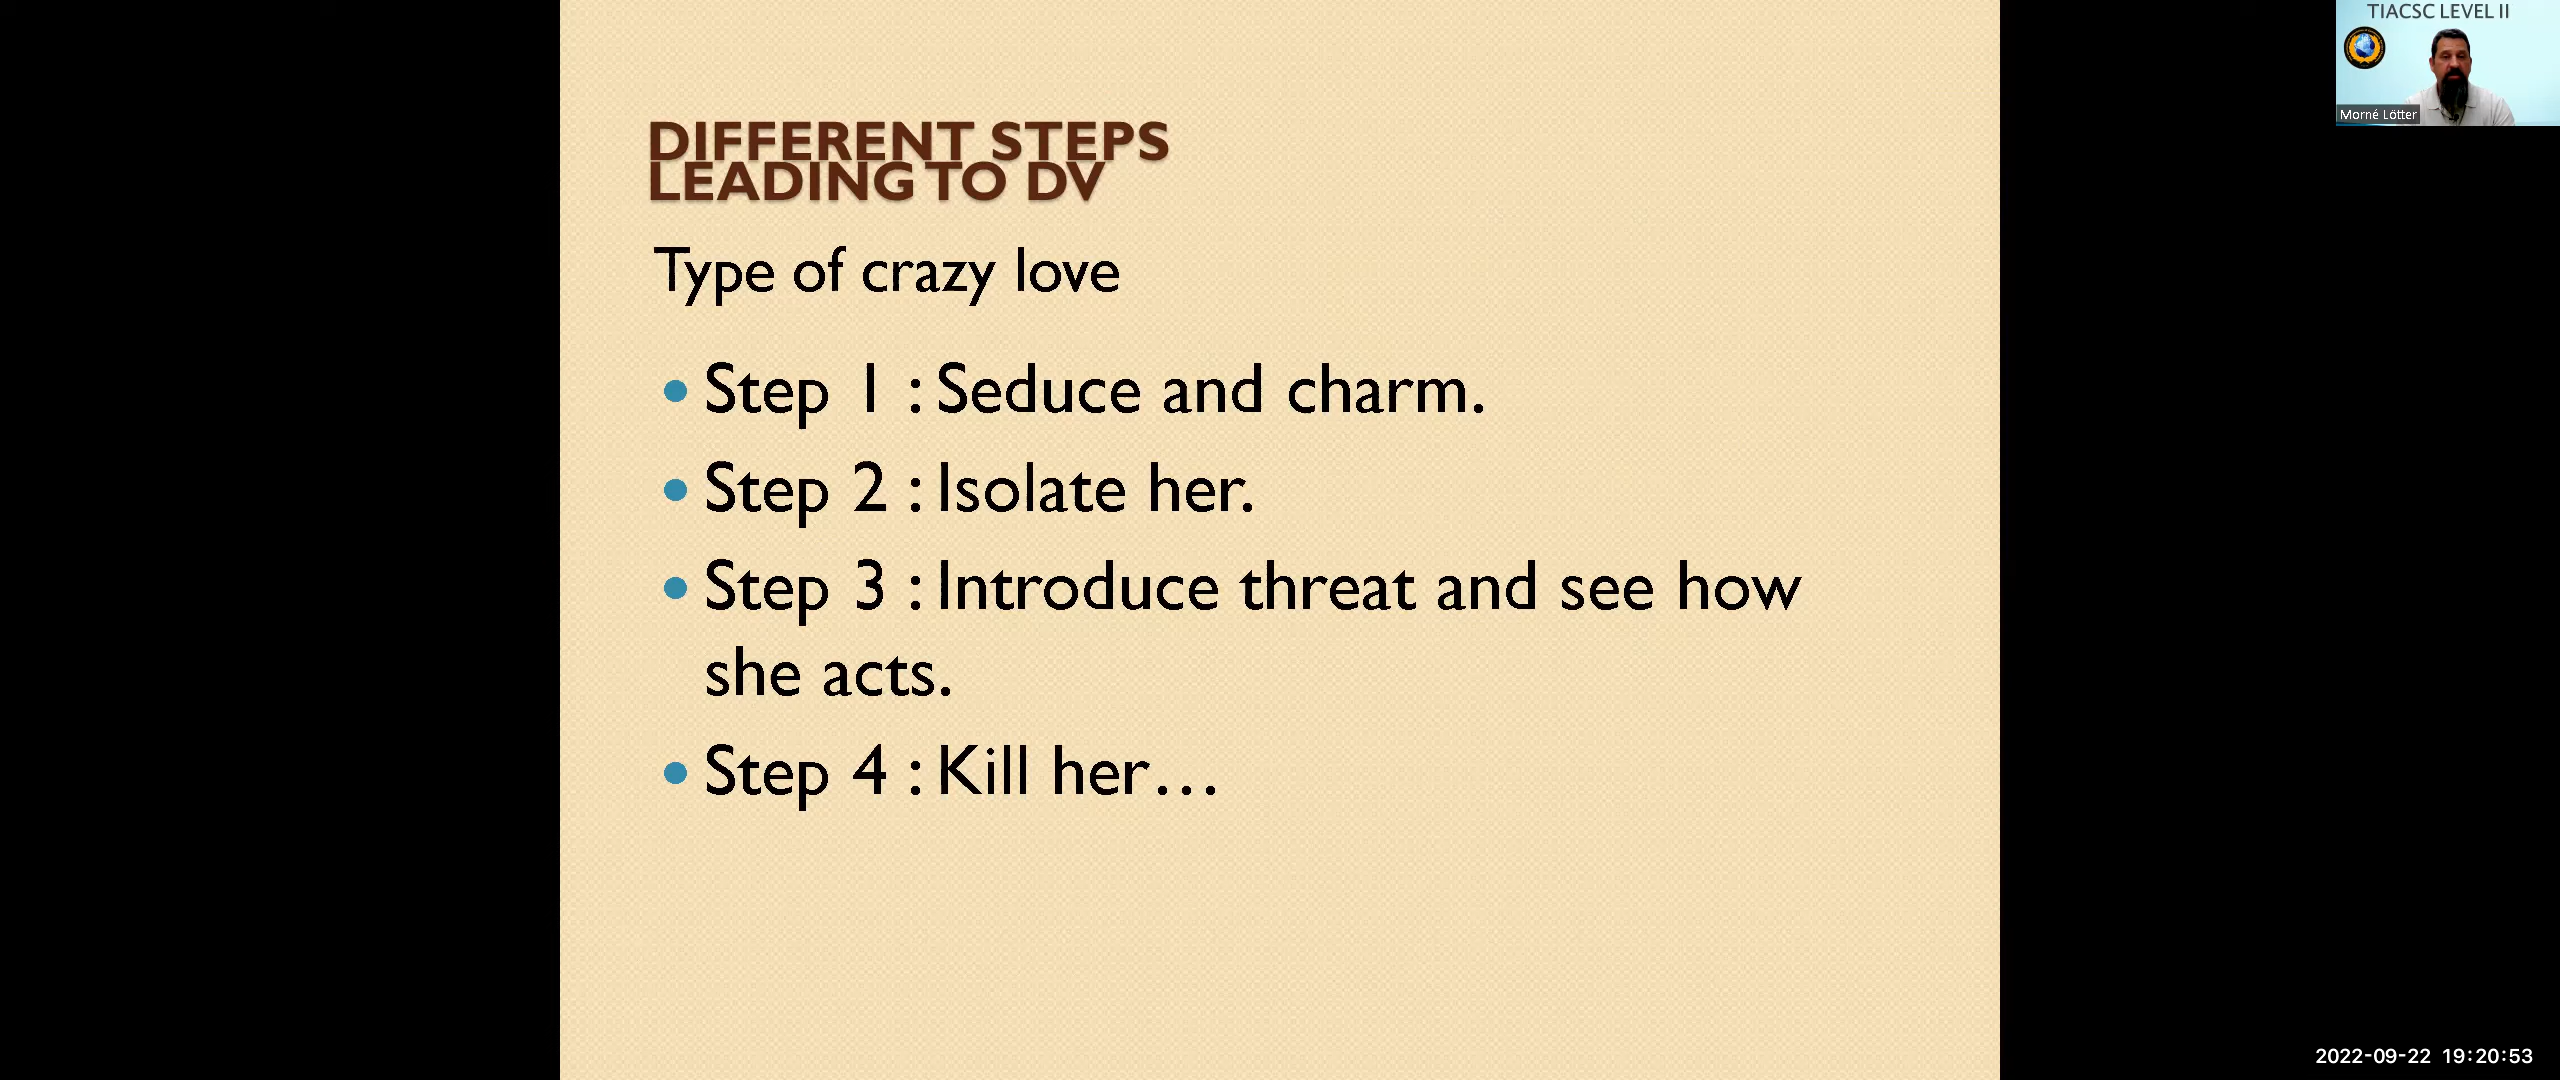 TIACSC LEVEL II
Morné Lötter
DIFFERENT STEPS
LEADING TO DV
Type of crazy love
Step 1 : Seduce and charm.
Step 2 : Isolate her.
Step 3 : Introduce threat and see how
she acts.
Step 4 : Kill her…
2022-09-22 19:20:53